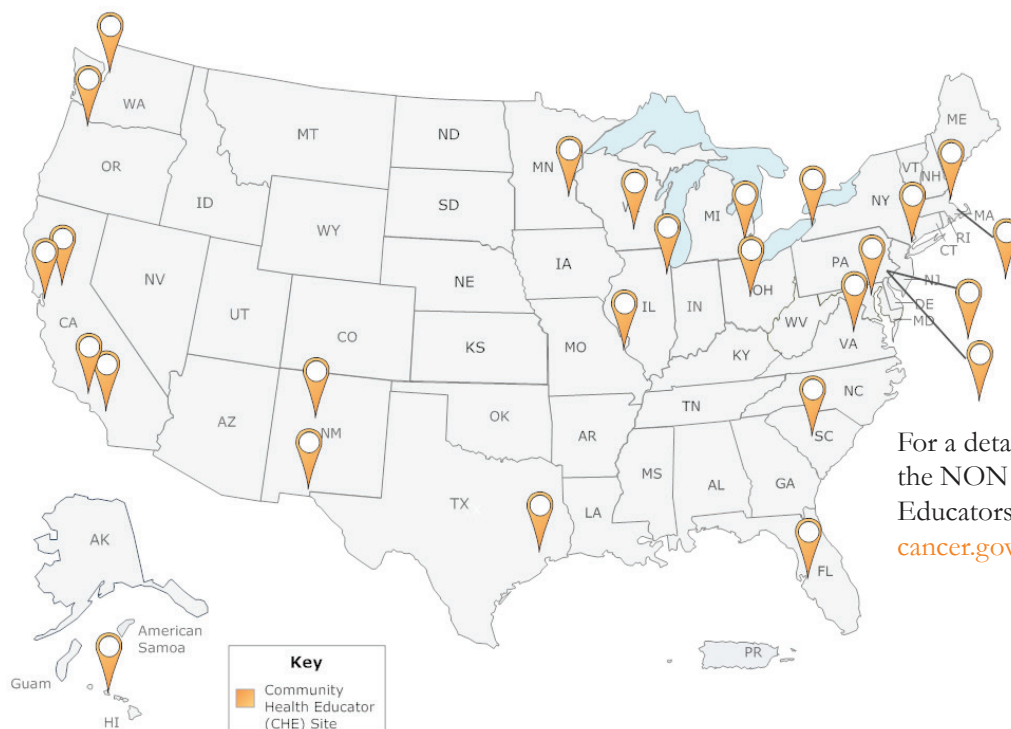 WA
OR
ID
MT
WY
NV
UT
CO
CA
AZ
NM
ND
SD
NE
KS
OK
TX
MN
IA
MO
AR
LA
IL
IN
MI
OH
KY
TN
MS
AL
GA
FL
SC
NC
VA
WV
PA
NY
VT
NH
ME
MA
RI
CT
NJ
DE
MD
For a deta
the NON
Educators
cancer.gov
AK
American
Samoa
Guam
HI
PR
Key
Community
Health Educator
(CHE) Site